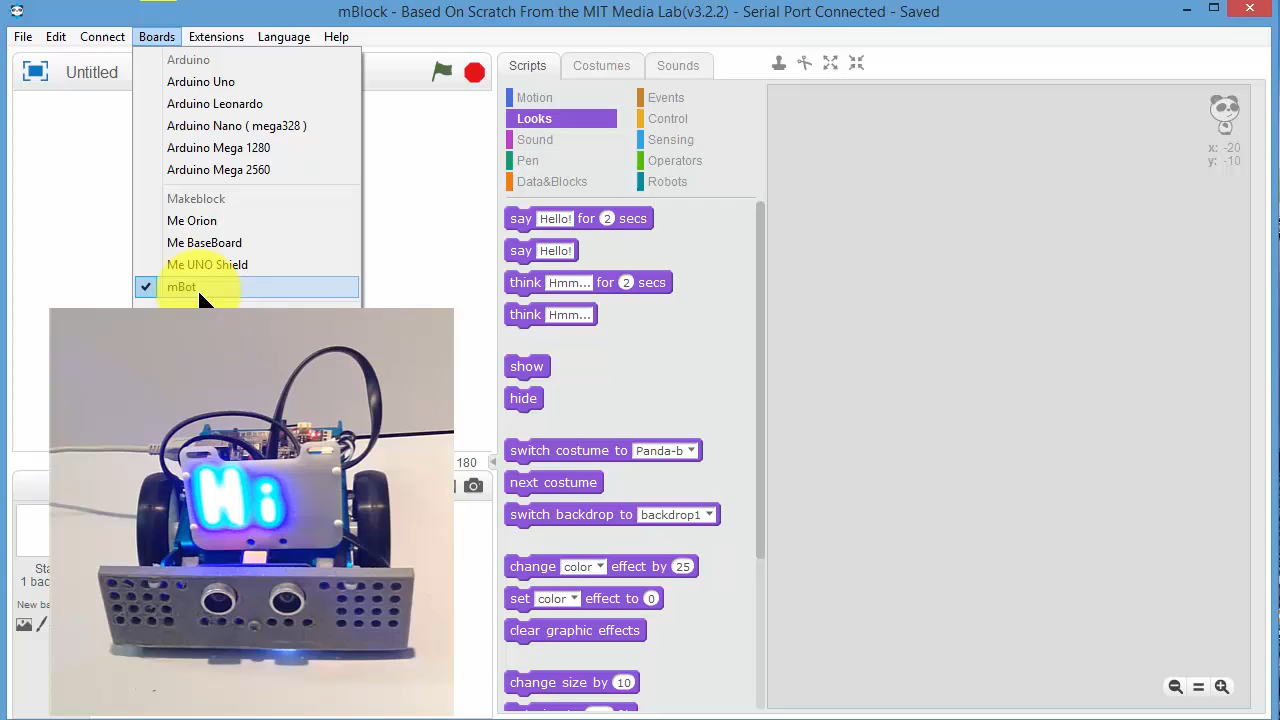 mBlock - Based On Scratch From the MIT Media Lab(v3.2.2) - Serial Port Connected - Saved
File Edit Connect Boards Extensions Language Help
Untitled
Arduino
Arduino Uno
Arduino Leonardo
Arduino Nano ( mega328 )
Arduino Mega 1280
Arduino Mega 2560
Makeblock
Me Orion
Me BaseBoard
Me UNO Shield
mBot
180
Sta
1 bac
New ba
Hi
Scripts Costumes Sounds
Motion Events
Looks Control
Sound Sensing
Pen Operators
Data&Blocks Robots
say Hello! for 2 secs
say Hello!
think Hmm... for 2 secs
think Hmm...
show
hide
switch costume to Panda-b
next costume
switch backdrop to backdrop1
change color effect by 25
set color effect to 0
clear graphic effects
change size by 10
x: -20
y: -10